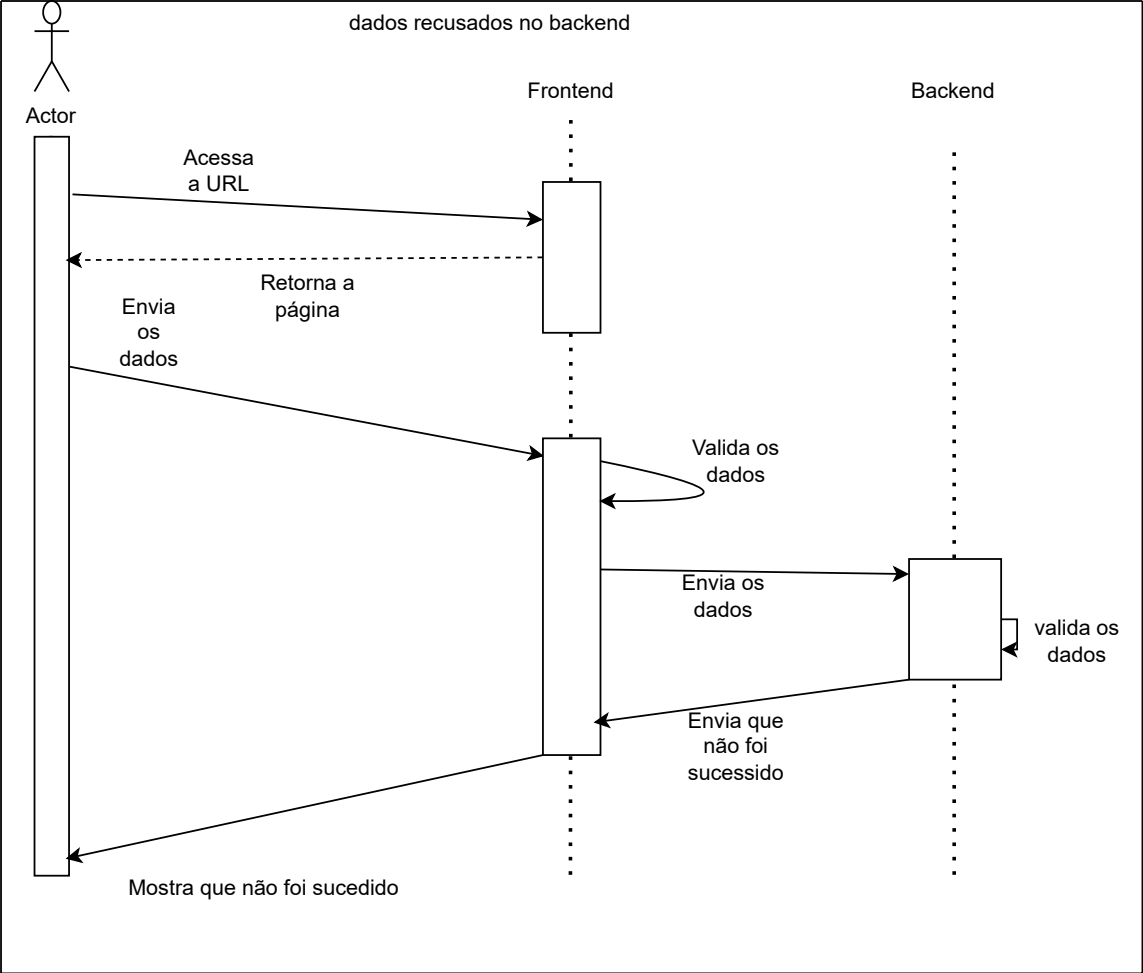 dados recusados no backend
Frontend
Backend
Actor
Acessa
a URL
Retorna a
página
Envia
os
dados
Valida os
dados
Envia os
dados
valida os
dados
Envia que
não foi
sucessido
Mostra que não foi sucedido